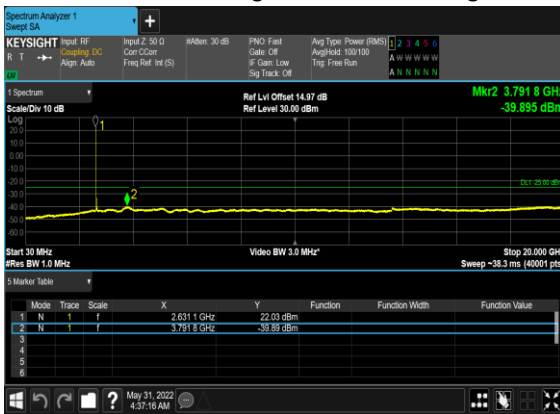 Spectrum Analyzer 1
Swept SA
KEYSIGHT Input: RF Input Z: 50 Ω #Atten: 30 dB PNO: Fast Avg Type: Power (RMS) 1 2 3 4 5 6
R T Coupling: DC Corr CCorr Gate: Off Avg|Hold: 100/100 A W W W W W
Align: Auto Freq Ref: Int (S) IF Gain: Low Trig: Free Run
Sig Track: Off A N N N N N
1 Spectrum Ref Lvl Offset 14.97 dB Mkr2 3.791 8 GHz
Scale/Div 10 dB Ref Level 30.00 dBm -39.895 dBm
Log
20.0
10.0
0.00
-10.0
-20.0
-30.0
-40.0
-50.0
-60.0
1
2
DL1 -25.00 dBm
Start 30 MHz Video BW 3.0 MHz* Stop 20.000 GHz
#Res BW 1.0 MHz Sweep ~38.3 ms (40001 pts)
5 Marker Table
Mode Trace Scale X Y Function Function Width Function Value
1 N 1 f 2.631 1 GHz 22.03 dBm
2 N 1 f 3.791 8 GHz -39.89 dBm
3
4
5
6
May 31, 2022
4:37:16 AM